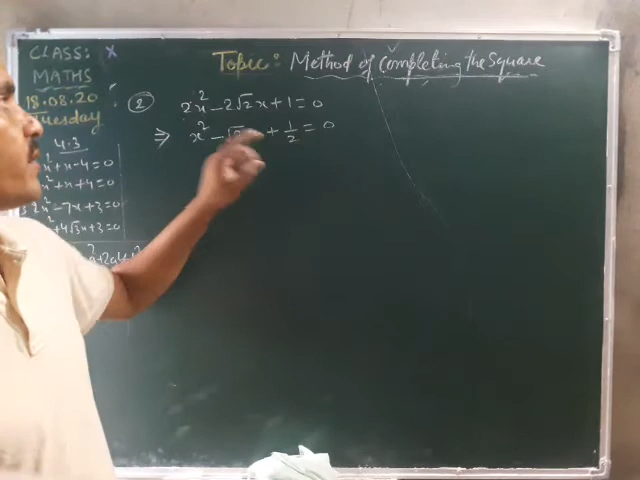 CLASS: X
MATHS
18.08.20
Tuesday
Topic: Method of Completing the Square
② 2x² - 2√2x + 1 = 0
⇒ x² - √2 + 1/2 = 0
4.3
x² + x - 4 = 0
x² + x + 4 = 0
2x² - 7x + 3 = 0
x² + 4√3x + 3 = 0